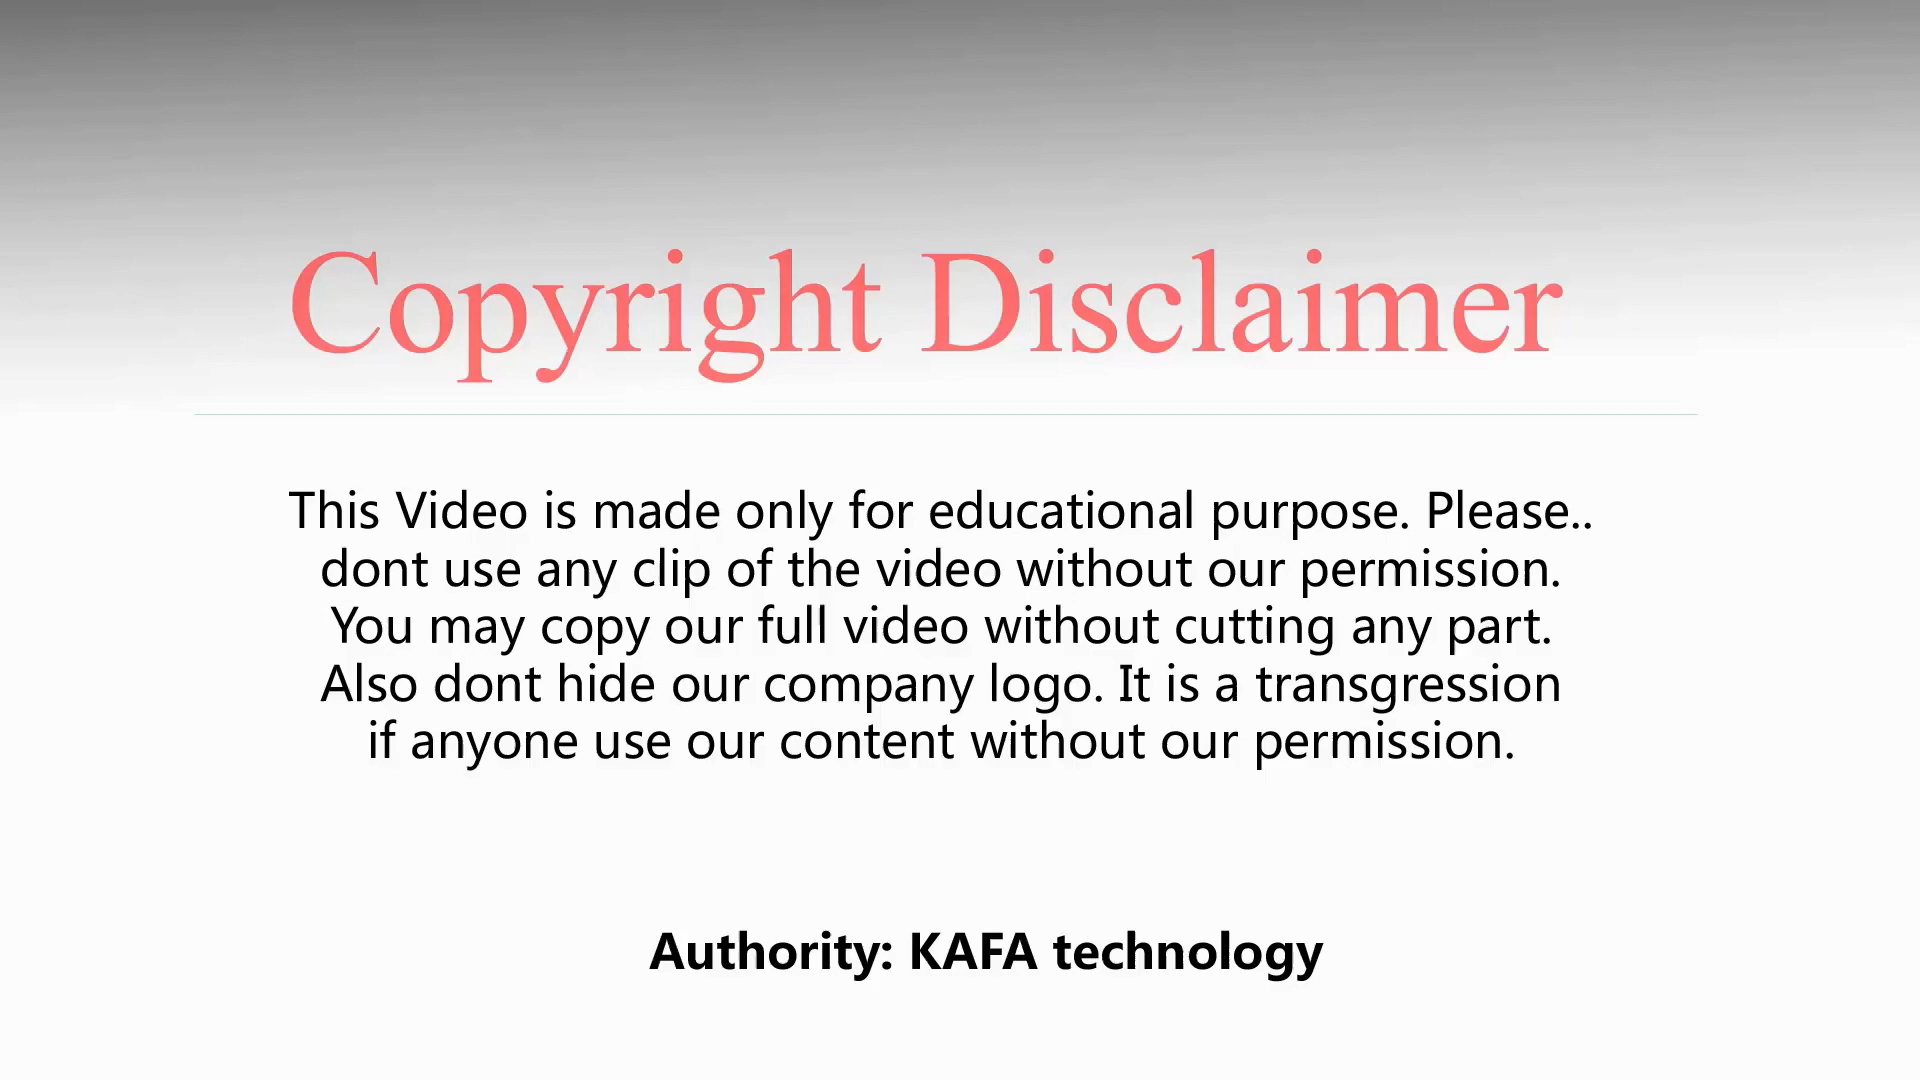 Copyright Disclaimer
This Video is made only for educational purpose. Please..
dont use any clip of the video without our permission.
You may copy our full video without cutting any part.
Also dont hide our company logo. It is a transgression
if anyone use our content without our permission.
Authority: KAFA technology